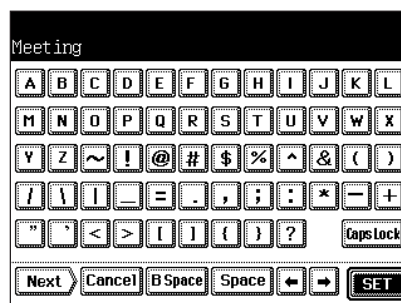 Meeting
A B C D E F G H I J K L
M N O P Q R S T U V W X
Y Z ~ ! @ # $ % ^ & ( )
/ \ | _ = . , ; : * - +
" ' < > [ ] { } ? Caps Lock
Next Cancel B Space Space ← → SET